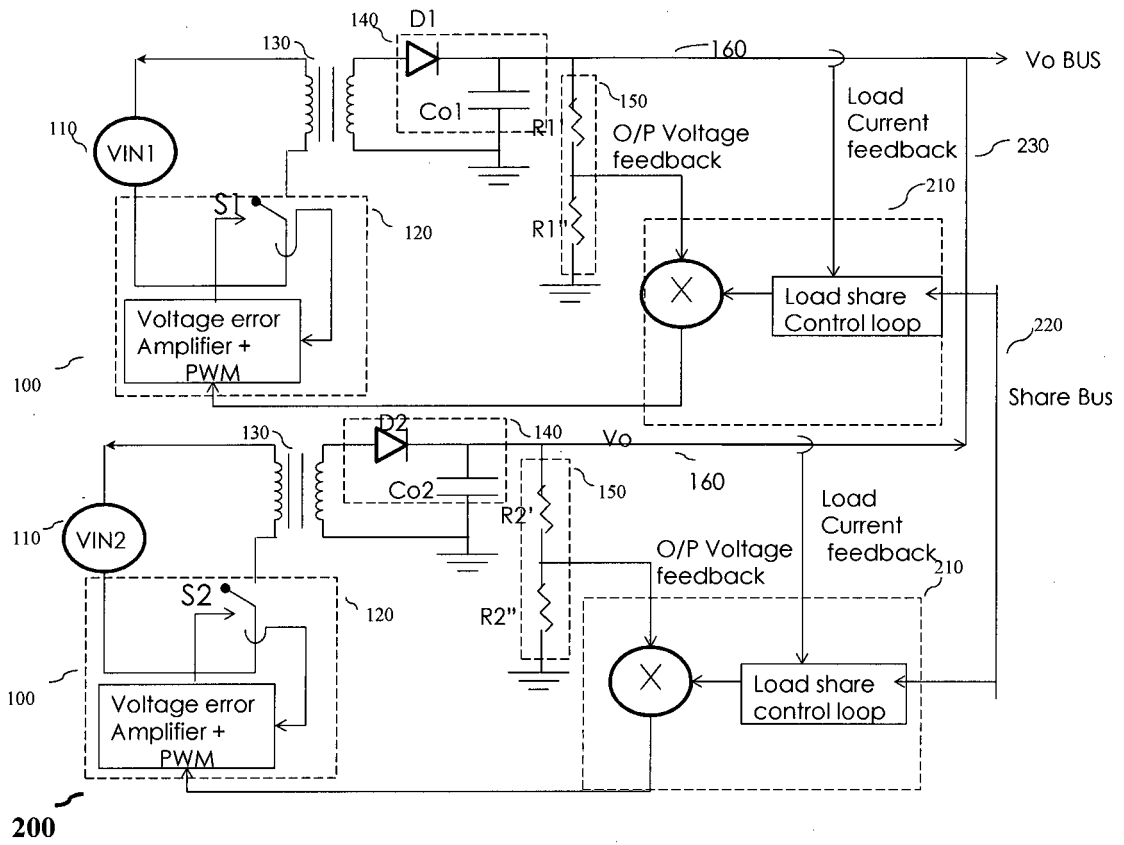 D1
140
130
160
Vo BUS
150
110
Co1
R1'
O/P Voltage
feedback
Load
Current
feedback
230
VIN1
210
S1
120
R1"
X
Load share
Control loop
Voltage error
Amplifier +
PWM
220
100
Share Bus
D2
130
140
Vo
160
150
Co2
R2'
110
Load
Current
feedback
VIN2
O/P Voltage
feedback
210
S2
120
R2"
X
Load share
control loop
100
Voltage error
Amplifier +
PWM
200